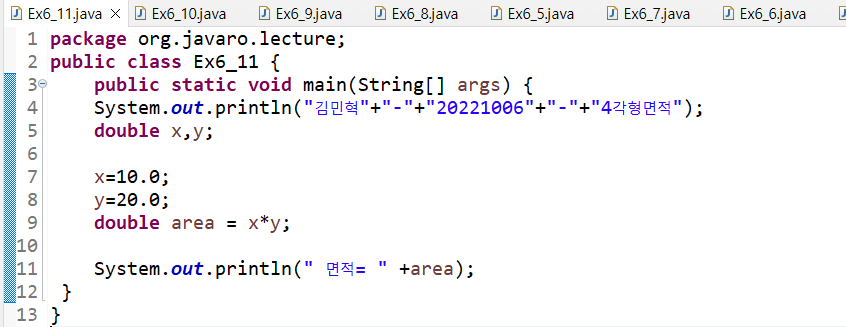 Ex6_11.java Ex6_10.java Ex6_9.java Ex6_8.java Ex6_5.java Ex6_7.java Ex6_6.java
1 package org.javaro.lecture;
2 public class Ex6_11 {
3 public static void main(String[] args) {
4 System.out.println("김민혁"+"-"+"20221006"+"-"+"4각형면적");
5 double x,y;
6
7 x=10.0;
8 y=20.0;
9 double area = x*y;
10
11 System.out.println(" 면적= " +area);
12 }
13 }